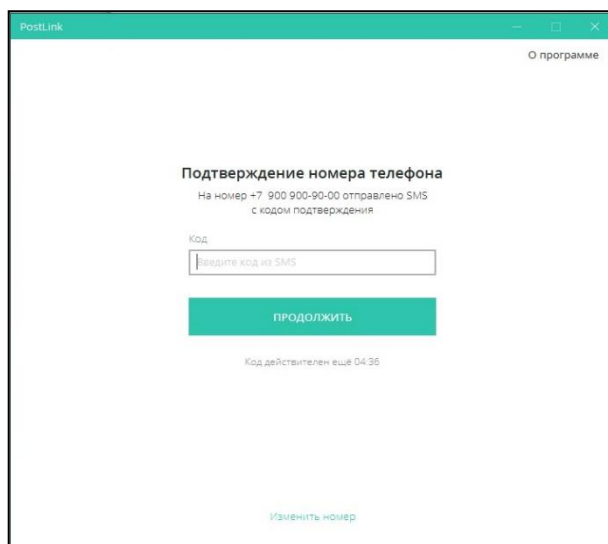 PostLink
О программе
Подтверждение номера телефона
На номер +7 900 900-90-00 отправлено SMS
с кодом подтверждения
Код
Введите код из SMS
ПРОДОЛЖИТЬ
Код действителен ещё 04:36
Изменить номер